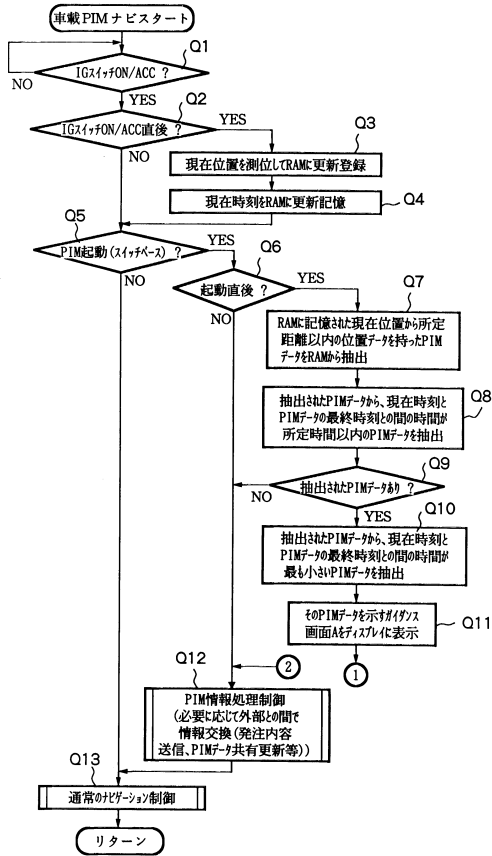 車載PIMナビスタート
Q1
IGスイッチON/ACC ?
NO
YES
Q2
IGスイッチON/ACC直後 ?
YES
NO
Q3
現在位置を測位してRAMに更新登録
現在時刻をRAMに更新記憶
Q4
Q5
PIM起動(スイッチベース) ?
YES
NO
Q6
起動直後 ?
YES
NO
Q7
RAMに記憶された現在位置から所定
距離以内の位置データを持ったPIM
データをRAMから抽出
Q8
抽出されたPIMデータから、現在時刻と
PIMデータの最終時刻との間の時間が
所定時間以内のPIMデータを抽出
Q9
抽出されたPIMデータあり ?
NO
YES
Q10
抽出されたPIMデータから、現在時刻と
PIMデータの最終時刻との間の時間が
最も小さいPIMデータを抽出
そのPIMデータを示すガイダンス
画面Aをディスプレイに表示
Q11
2
1
Q12
PIM情報処理制御
(必要に応じて外部との間で
情報交換(発注内容
送信、PIMデータ共有更新等))
Q13
通常のナビゲーション制御
リターン